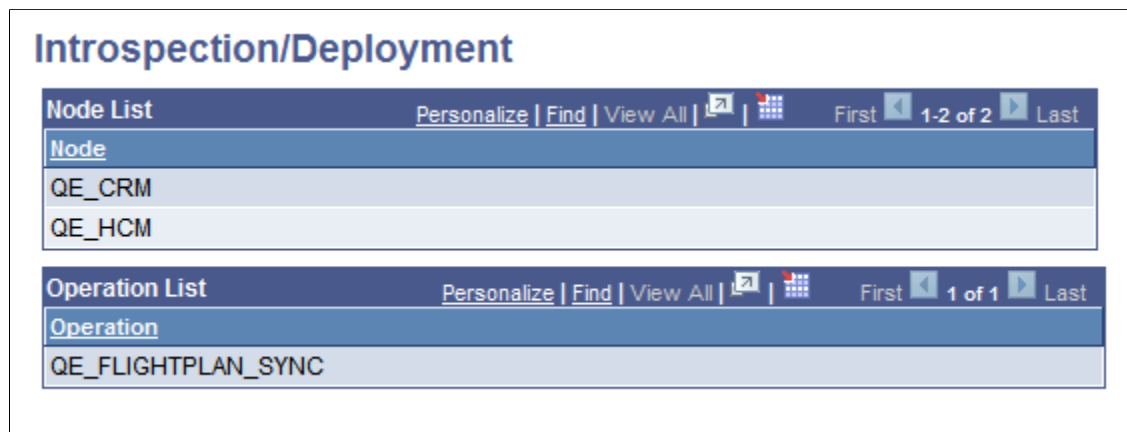 Introspection/Deployment
Node List Personalize | Find | View All | | First 1-2 of 2 Last
Node
QE_CRM
QE_HCM
Operation List Personalize | Find | View All | | First 1 of 1 Last
Operation
QE_FLIGHTPLAN_SYNC